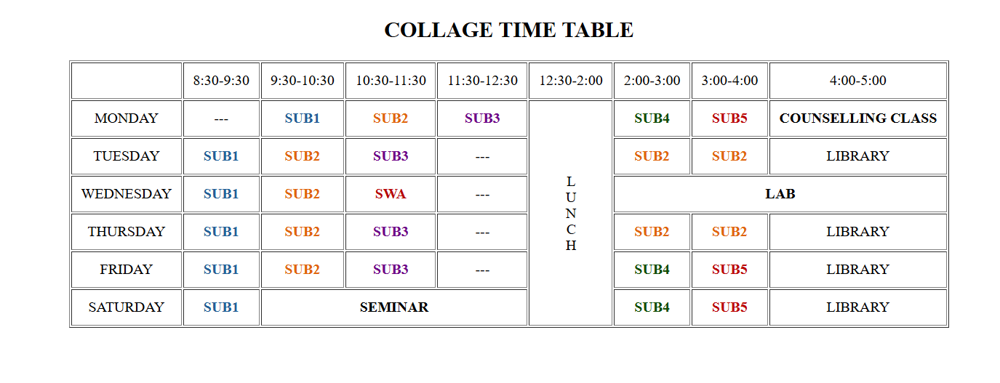 COLLAGE TIME TABLE
8:30-9:30 9:30-10:30 10:30-11:30 11:30-12:30 12:30-2:00 2:00-3:00 3:00-4:00 4:00-5:00
MONDAY --- SUB1 SUB2 SUB3 SUB4 SUB5 COUNSELLING CLASS
TUESDAY SUB1 SUB2 SUB3 --- SUB2 SUB2 LIBRARY
L
U
N
C
H
WEDNESDAY SUB1 SUB2 SWA --- LAB
THURSDAY SUB1 SUB2 SUB3 --- SUB2 SUB2 LIBRARY
FRIDAY SUB1 SUB2 SUB3 --- SUB4 SUB5 LIBRARY
SATURDAY SUB1 SEMINAR SUB4 SUB5 LIBRARY